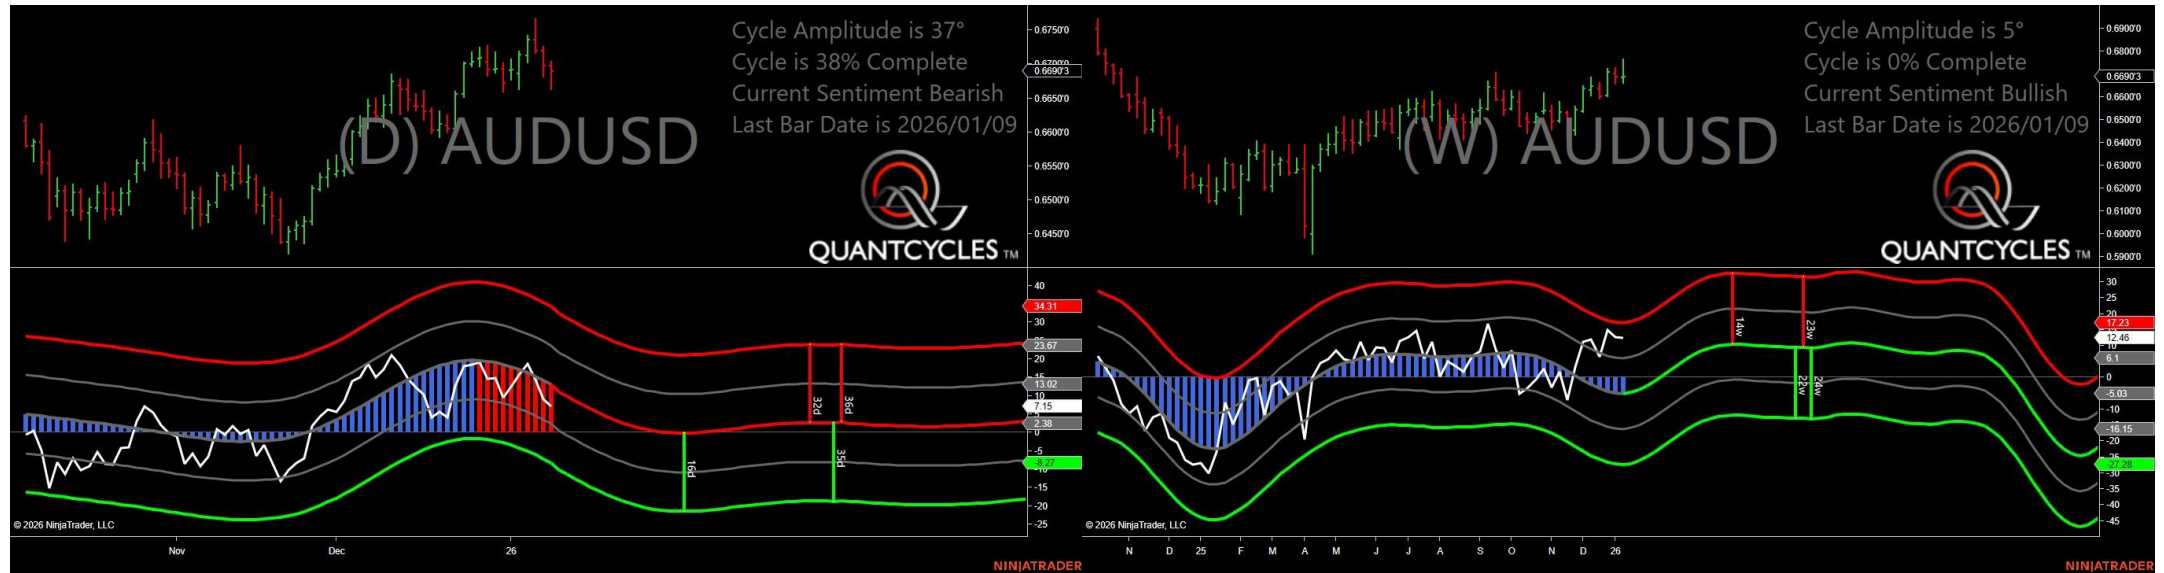 Cycle Amplitude is 37°
Cycle is 38% Complete
Current Sentiment Bearish
Last Bar Date is 2026/01/09
(D) AUDUSD
QUANTCYCLES TM
0.6750'0
0.6700'0
0.6690'3
0.6650'0
0.6600'0
0.6550'0
0.6500'0
0.6450'0
40
34.31
30
23.67
20
15
13.02
10
7.15
2.38
0
-5
-8.27
-10
-15
-20
-25
32d
36d
16d
35d
© 2026 NinjaTrader, LLC
Nov
Dec
26
NINJATRADER
Cycle Amplitude is 5°
Cycle is 0% Complete
Current Sentiment Bullish
Last Bar Date is 2026/01/09
(W) AUDUSD
QUANTCYCLES TM
0.6900'0
0.6800'0
0.6690'3
0.6600'0
0.6500'0
0.6400'0
0.6300'0
0.6200'0
0.6100'0
0.6000'0
0.5900'0
30
25
20
17.23
12.46
10
6.1
0
-5.03
-10
-16.15
-20
-27.28
-30
-35
-40
-45
14w
23w
22w
24w
© 2026 NinjaTrader, LLC
N
D
25
F
M
A
M
J
J
A
S
O
N
D
26
NINJATRADER